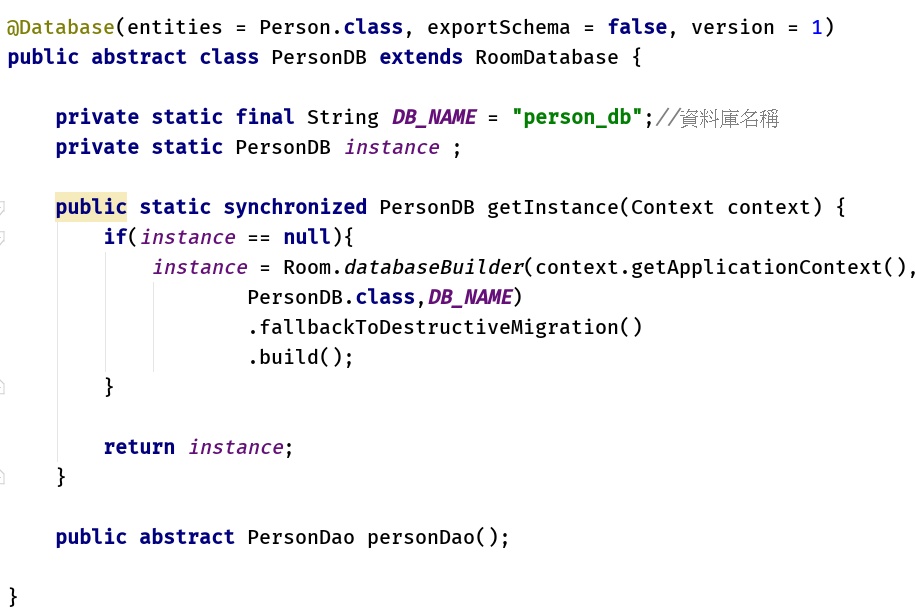 @Database(entities = Person.class, exportSchema = false, version = 1)
public abstract class PersonDB extends RoomDatabase {
private static final String DB_NAME = "person_db";//資料庫名稱
private static PersonDB instance ;
public static synchronized PersonDB getInstance(Context context) {
if(instance == null){
instance = Room.databaseBuilder(context.getApplicationContext(),
PersonDB.class,DB_NAME)
.fallbackToDestructiveMigration()
.build();
}
return instance;
}
public abstract PersonDao personDao();
}